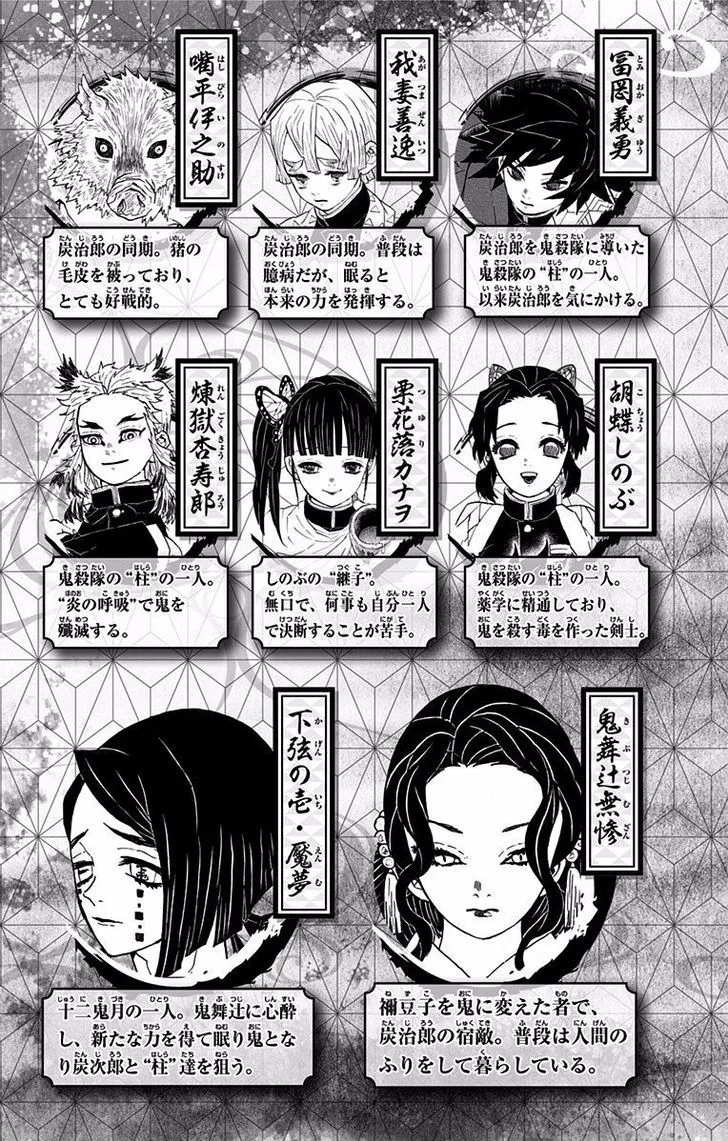 冨岡義勇
炭治郎を鬼殺隊に導いた
鬼殺隊の“柱”の一人。
以来炭治郎を気にかける。
我妻善逸
炭治郎の同期。普段は
臆病だが、眠ると
本来の力を発揮する。
嘴平伊之助
炭治郎の同期。猪の
毛皮を被っており、
とても好戦的。
胡蝶しのぶ
鬼殺隊の“柱”の一人。
薬学に精通しており、
鬼を殺す毒を作った剣士。
栗花落カナヲ
しのぶの“継子”。
無口で、何事も自分一人
で決断することが苦手。
煉獄杏寿郎
鬼殺隊の“柱”の一人。
“炎の呼吸”で鬼を
殲滅する。
鬼舞辻無惨
禰豆子を鬼に変えた者で、
炭治郎の宿敵。普段は人間の
ふりをして暮らしている。
下弦の壱・魘夢
十二鬼月の一人。鬼舞辻に心酔
し、新たな力を得て眠り鬼とな
り炭次郎と“柱”達を狙う。